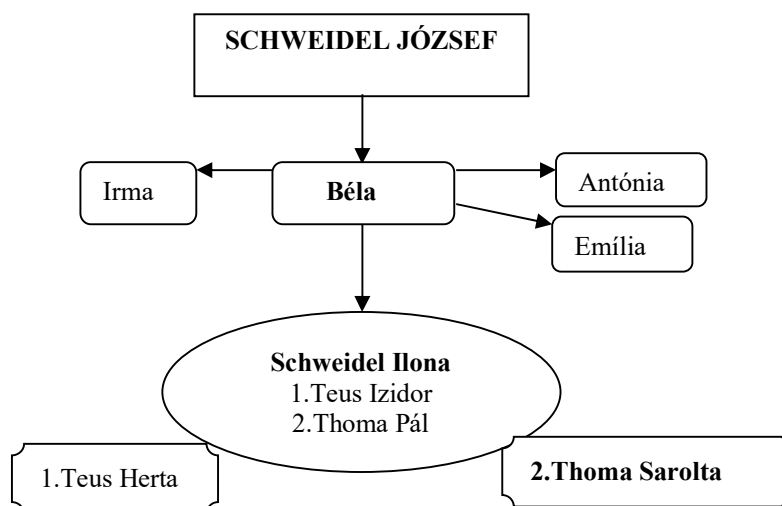 SCHWEIDEL JÓZSEF
Irma
Béla
Antónia
Emília
Schweidel Ilona
1.Teus Izidor
2.Thoma Pál
1.Teus Herta
2.Thoma Sarolta